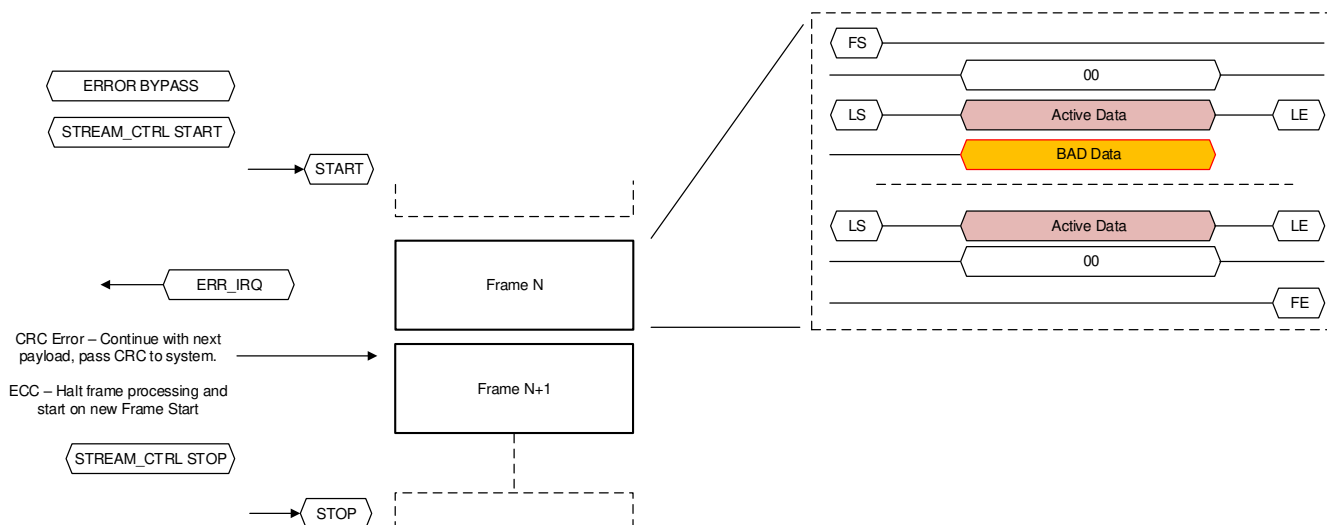 ERROR BYPASS
STREAM_CTRL START
START
ERR_IRQ
CRC Error – Continue with next
payload, pass CRC to system.
ECC – Halt frame processing and
start on new Frame Start
STREAM_CTRL STOP
STOP
Frame N
Frame N+1
FS
00
LS Active Data LE
BAD Data
LS Active Data LE
00
FE